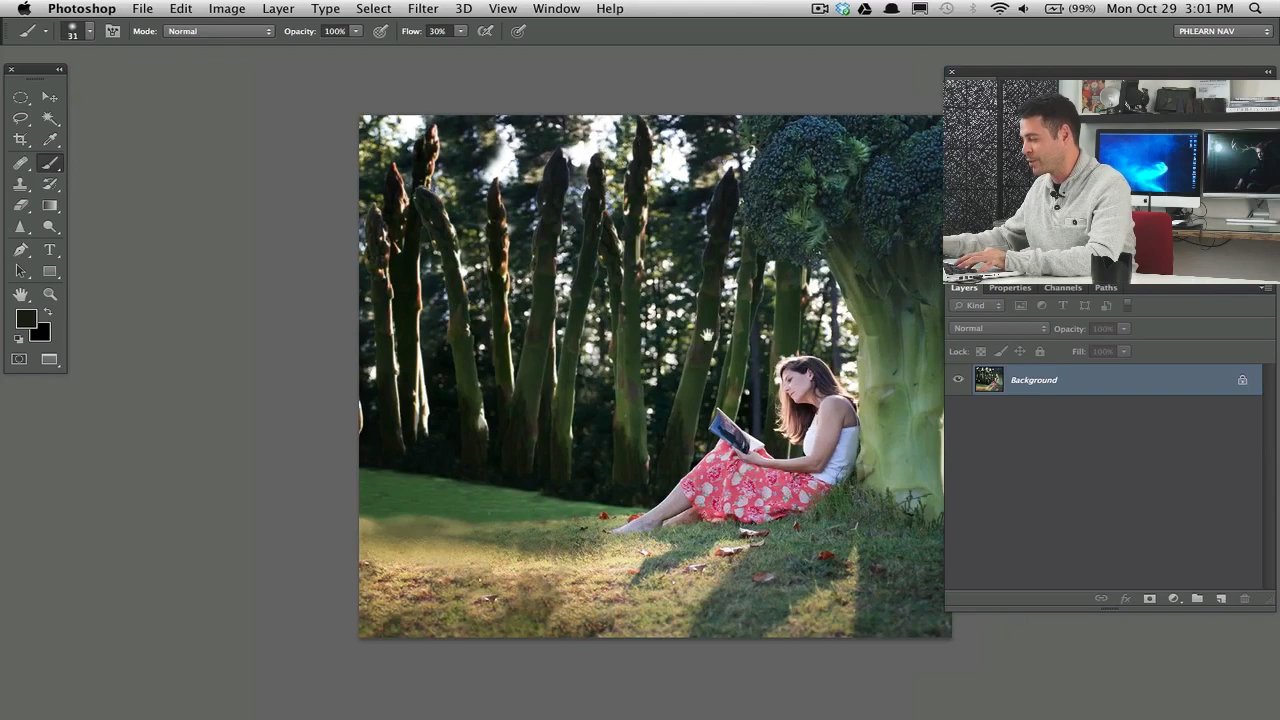 Photoshop File Edit Image Layer Type Select Filter 3D View Window Help (99%) Mon Oct 29 3:01 PM
31 Mode: Normal Opacity: 100% Flow: 30% PHLEARN NAV
Layers Properties Channels Paths
Kind
Normal Opacity: 100%
Lock: Fill: 100%
Background